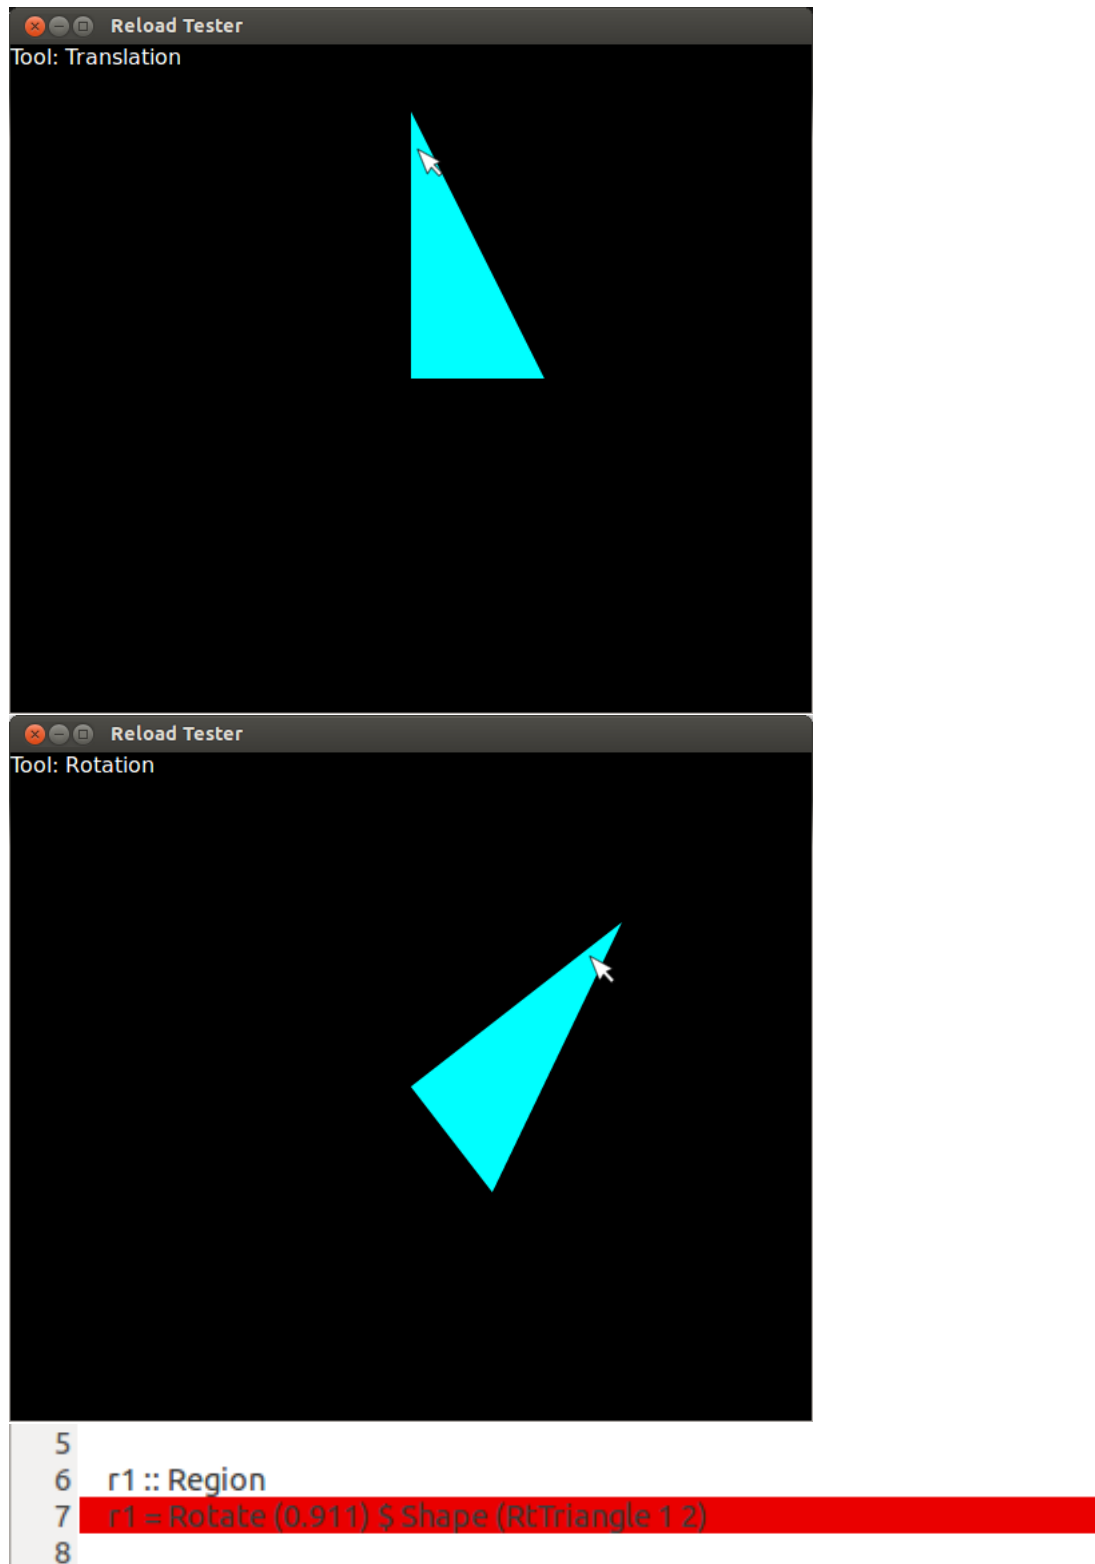 Reload Tester
Tool: Translation
Reload Tester
Tool: Rotation
5
6 r1 :: Region
7 r1 = Rotate (0.911) $ Shape (RtTriangle 1 2)
8